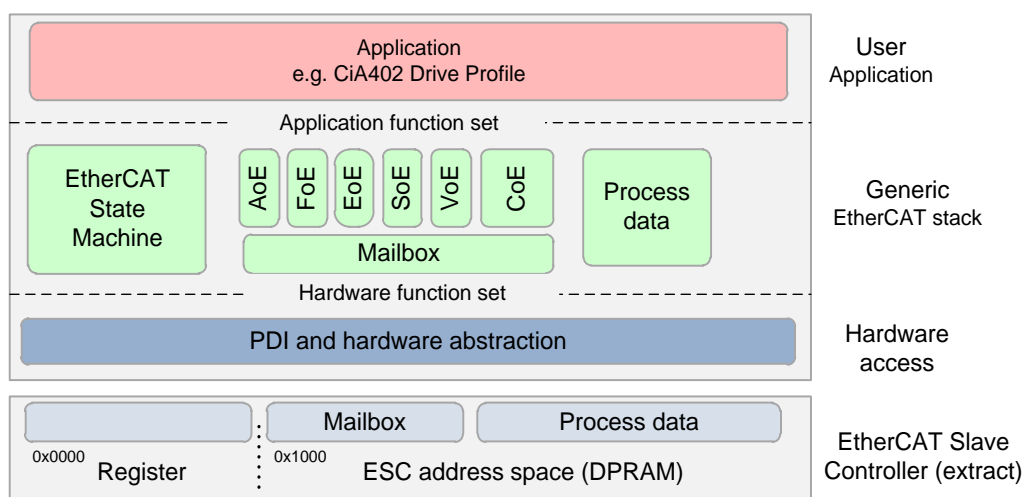 Application
e.g. CiA402 Drive Profile
User
Application
Application function set
EtherCAT
State
Machine
AoE
FoE
EoE
SoE
VoE
CoE
Mailbox
Process
data
Generic
EtherCAT stack
Hardware function set
PDI and hardware abstraction
Hardware
access
Mailbox
Process data
0x0000
Register
0x1000
ESC address space (DPRAM)
EtherCAT Slave
Controller (extract)